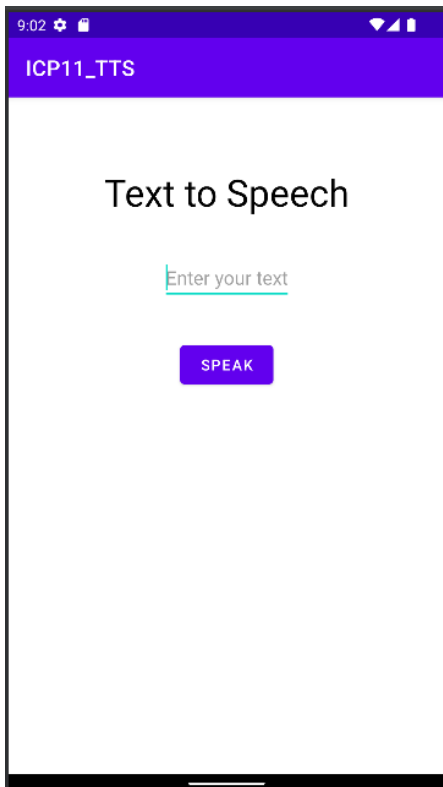 9:02
ICP11_TTS
Text to Speech
Enter your text
SPEAK